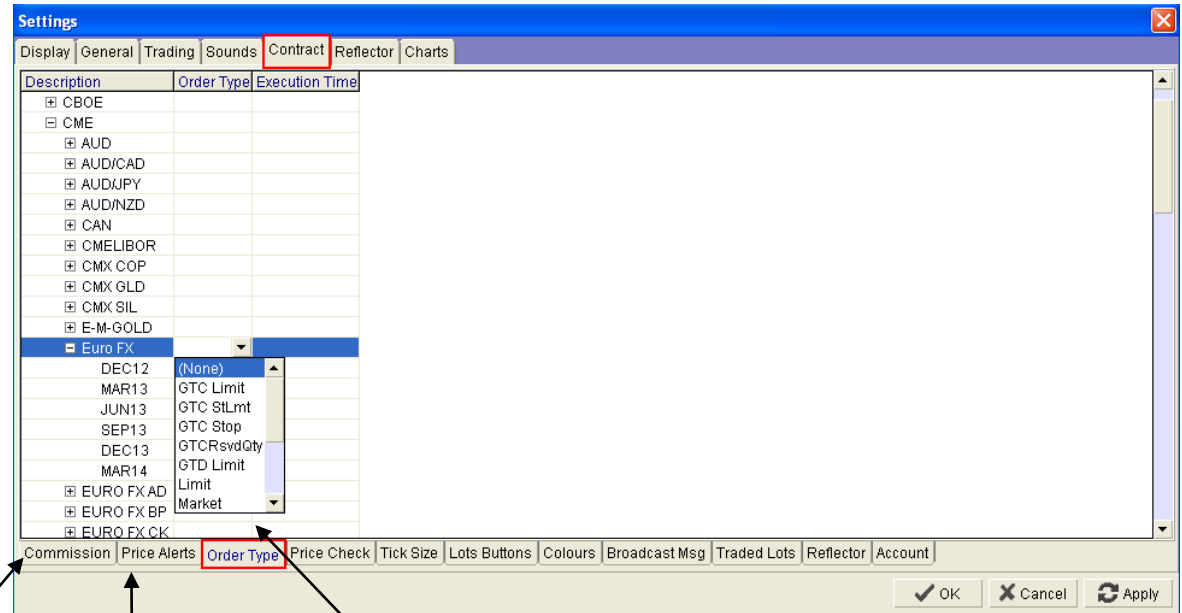 Settings
Display General Trading Sounds Contract Reflector Charts
Description Order Type Execution Time
CBOE
CME
AUD
AUD/CAD
AUD/JPY
AUD/NZD
CAN
CMELIBOR
CMX COP
CMX GLD
CMX SIL
E-M-GOLD
Euro FX
DEC12 (None)
MAR13 GTC Limit
JUN13 GTC StLmt
SEP13 GTC Stop
DEC13 GTCRsvdQty
MAR14 GTD Limit
EURO FX AD Limit
EURO FX BP Market
EURO FX CK
Commission Price Alerts Order Type Price Check Tick Size Lots Buttons Colours Broadcast Msg Traded Lots Reflector Account
OK Cancel Apply